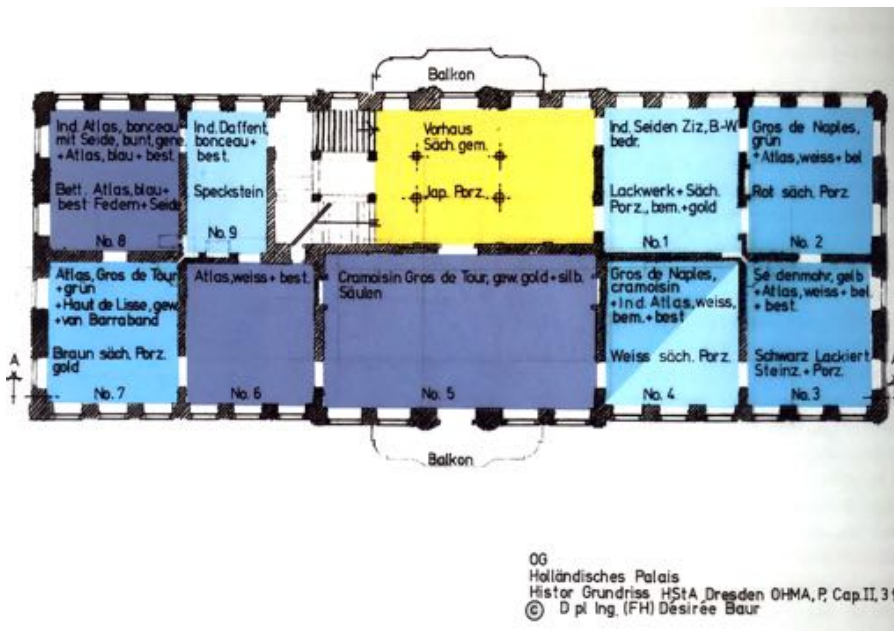 Balkon
Ind. Atlas, bonceau
mit Seide, bunt, gene.
+Atlas, blau + best.
Bett. Atlas, blau +
best Federn + Seide
No. 8
Ind. Daffent,
bonceau +
best.
Speckstein
No. 9
Vorhaus
Säch. gem.
Jap. Porz.
Ind. Seiden Ziz, B-W
bedr.
Lackwerk + Säch.
Porz., bem. + gold
No. 1
Gros de Naples,
grün
+Atlas, weiss + bel
Rot säch. Porz.
No. 2
Atlas, Gros de Tour,
+grün
+Haut de Lisse, gew.
+van Barraband
Braun säch. Porz.
gold
No. 7
Atlas, weiss + best.
No. 6
Cramoisin Gros de Tour, gew. gold + silb.
Säulen
No. 5
Gros de Naples,
cramoisin
+ Ind. Atlas, weiss,
bem. + best
Weiss säch. Porz.
No. 4
Se denmohr, gelb
+Atlas, weiss + bel.
+ best.
Schwarz Lackiert
Steinz. + Porz.
No. 3
A
Balkon
OG
Holländisches Palais
Histor Grundriss HStA Dresden OHMA, P, Cap. II, 
© D pl Ing. (FH) Désirée Baur